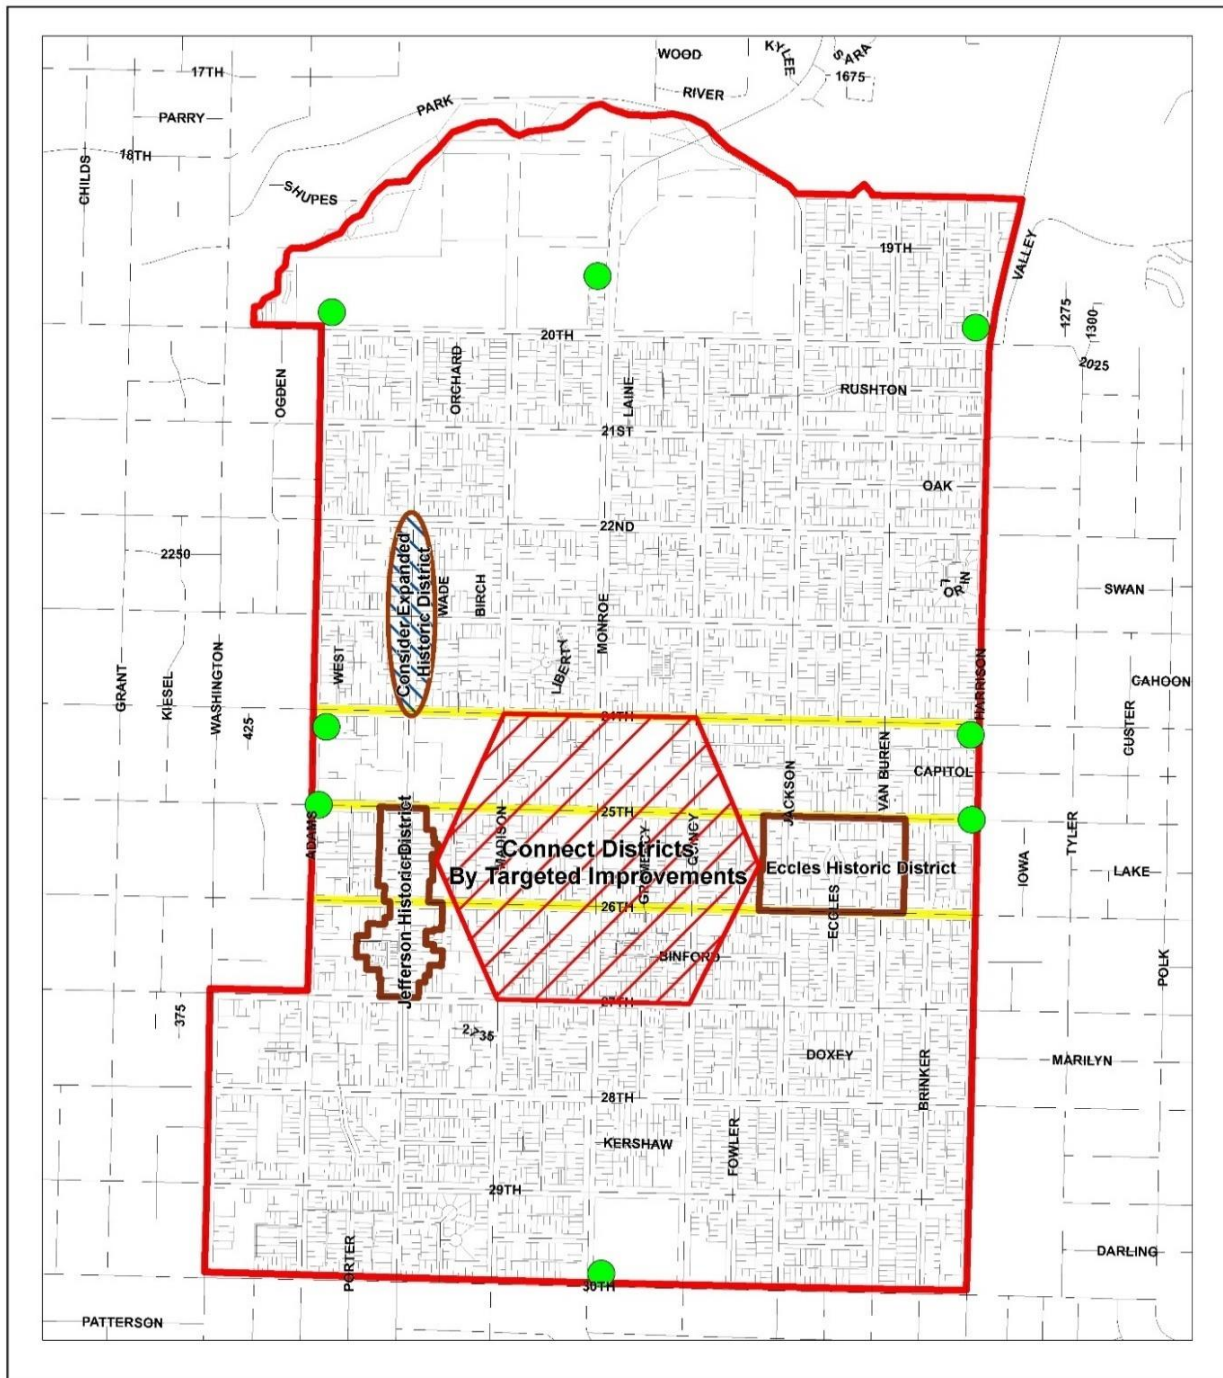 WOOD
KYLEE
SARA
1675
17TH
RIVER
PARK
PARRY
18TH
CHILDS
SHUPES
19TH
VALLEY
1275
1300
20TH
2025
ORCHARD
OGDEN
LAINE
RUSHTON
21ST
OAK
22ND
2250
Consider Expanded
Historic District
WADE
BIRCH
LORIN
SWAN
MONROE
LIBERTY
WEST
GRANT
KIESEL
WASHINGTON
425
HARRISON
CAHOON
CUSTER
24TH
VAN BUREN
CAPITOL
JACKSON
25TH
ADAMS
Jefferson Historic District
MADISON
GRAMERCY
QUINCY
Connect Districts
By Targeted Improvements
Eccles Historic District
TYLER
IOWA
LAKE
26TH
ECCLES
BINFORD
POLK
27TH
375
2735
DOXEY
MARILYN
BRINKER
28TH
KERSHAW
FOWLER
29TH
PORTER
DARLING
30TH
PATTERSON